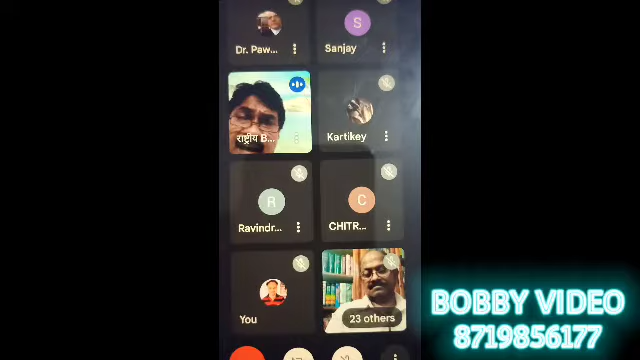 Dr. Paw...
Sanjay
S
राष्ट्रीय B...
Kartikey
R
C
Ravindr...
CHITR...
You
23 others
BOBBY VIDEO
8719856177